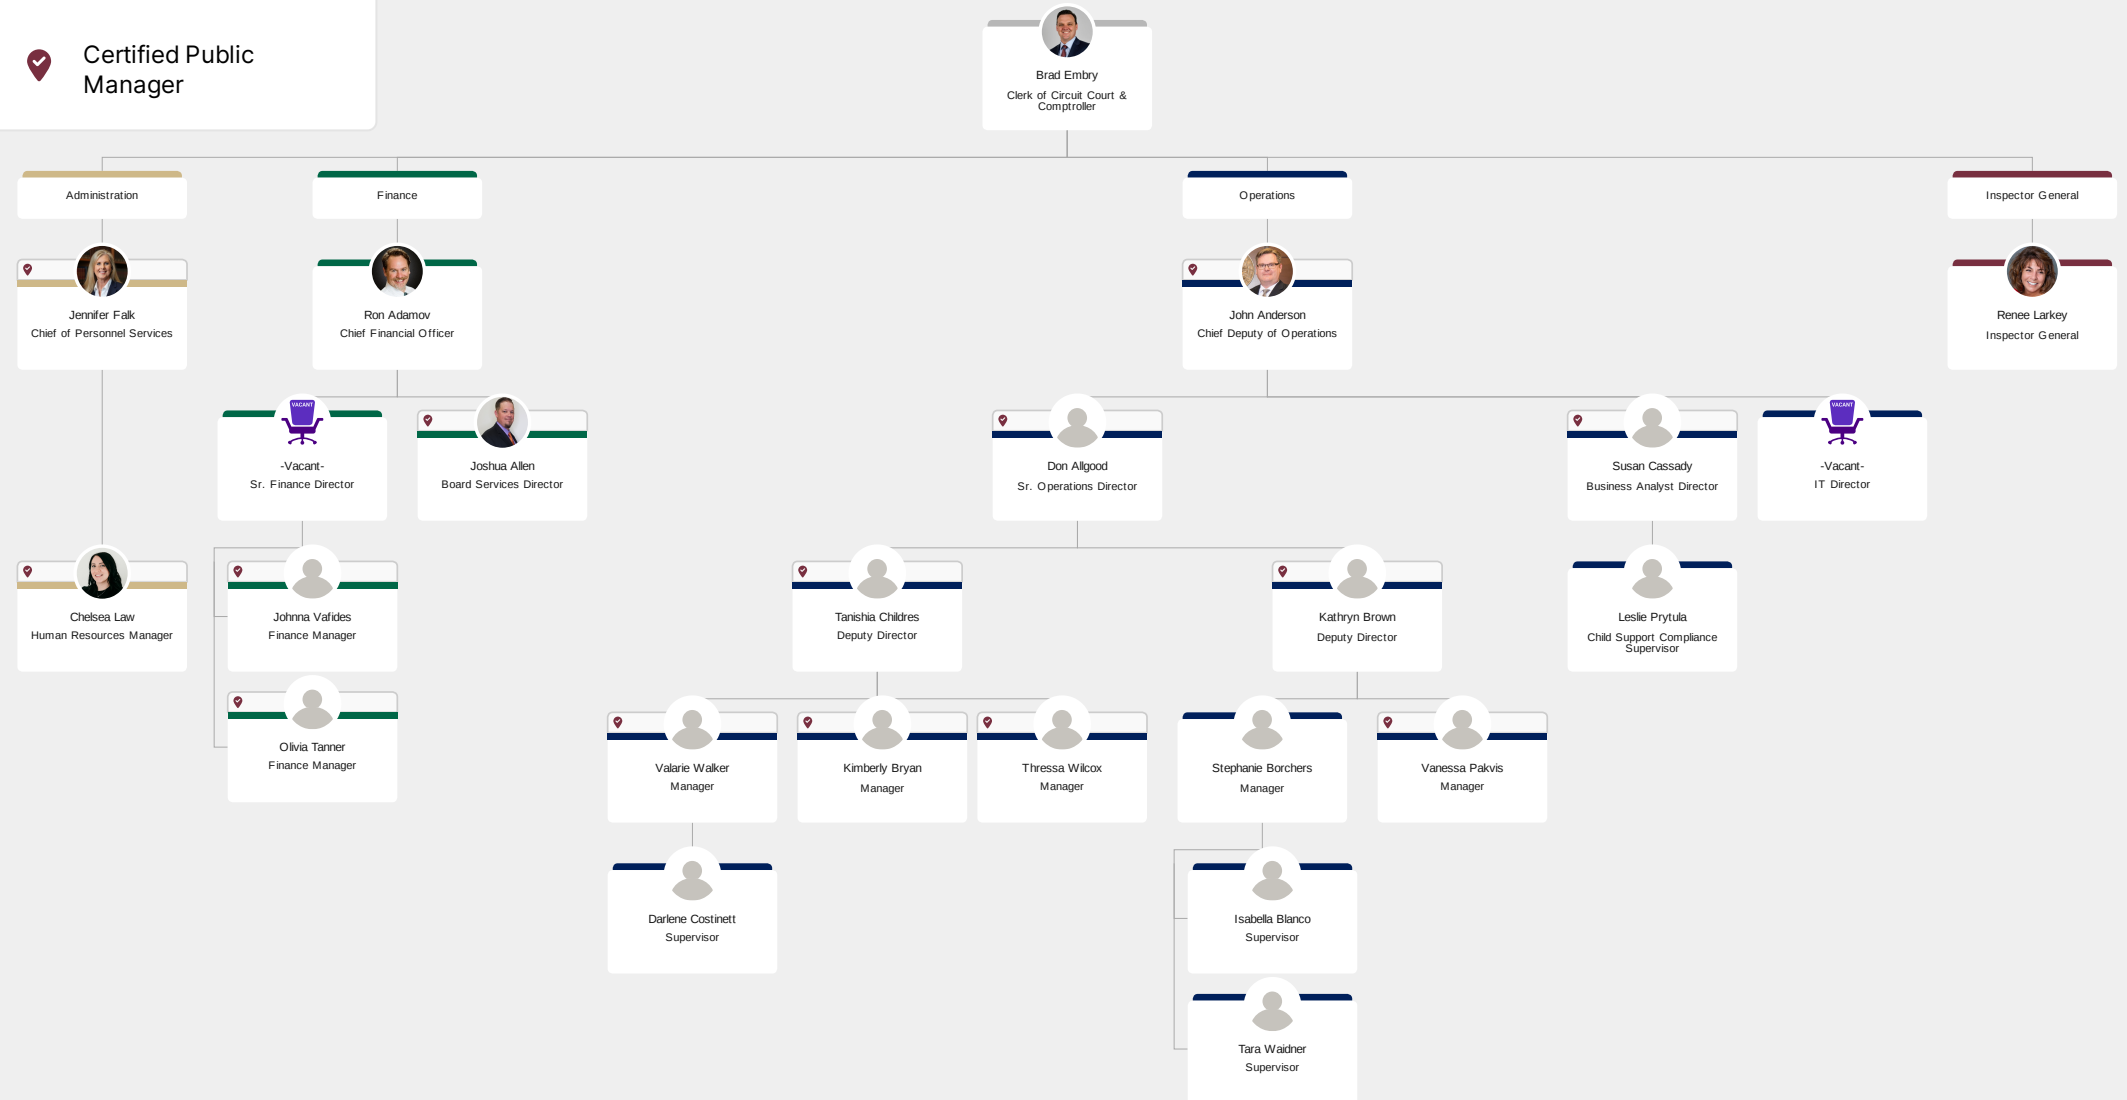 Certified Public
Manager
Brad Embry
Clerk of Circuit Court &
Comptroller
Administration
Finance
Operations
Inspector General
Jennifer Falk
Chief of Personnel Services
Ron Adamov
Chief Financial Officer
John Anderson
Chief Deputy of Operations
Renee Larkey
Inspector General
VACANT
-Vacant-
Sr. Finance Director
Joshua Allen
Board Services Director
Don Allgood
Sr. Operations Director
Susan Cassady
Business Analyst Director
VACANT
-Vacant-
IT Director
Chelsea Law
Human Resources Manager
Johnna Vafides
Finance Manager
Tanishia Childres
Deputy Director
Kathryn Brown
Deputy Director
Leslie Prytula
Child Support Compliance
Supervisor
Olivia Tanner
Finance Manager
Valarie Walker
Manager
Kimberly Bryan
Manager
Thressa Wilcox
Manager
Stephanie Borchers
Manager
Vanessa Pakvis
Manager
Darlene Costinett
Supervisor
Isabella Blanco
Supervisor
Tara Waidner
Supervisor